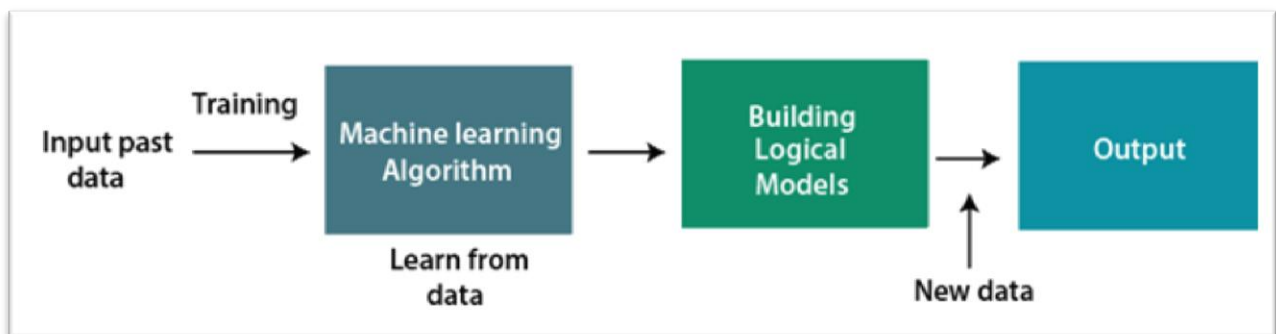 Training
Input past
data
Machine learning
Algorithm
Learn from
data
Building
Logical
Models
New data
Output